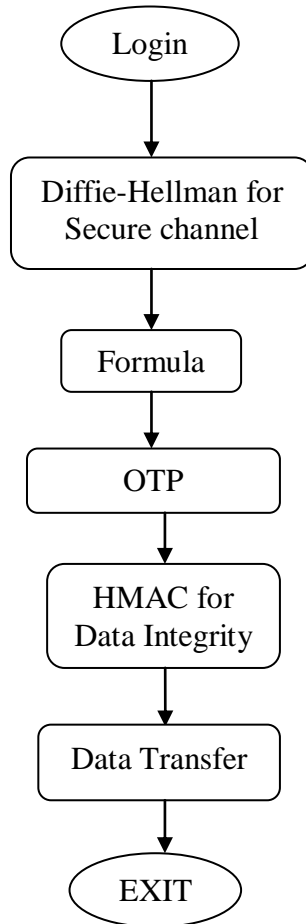 Login
Diffie-Hellman for
Secure channel
Formula
OTP
HMAC for
Data Integrity
Data Transfer
EXIT